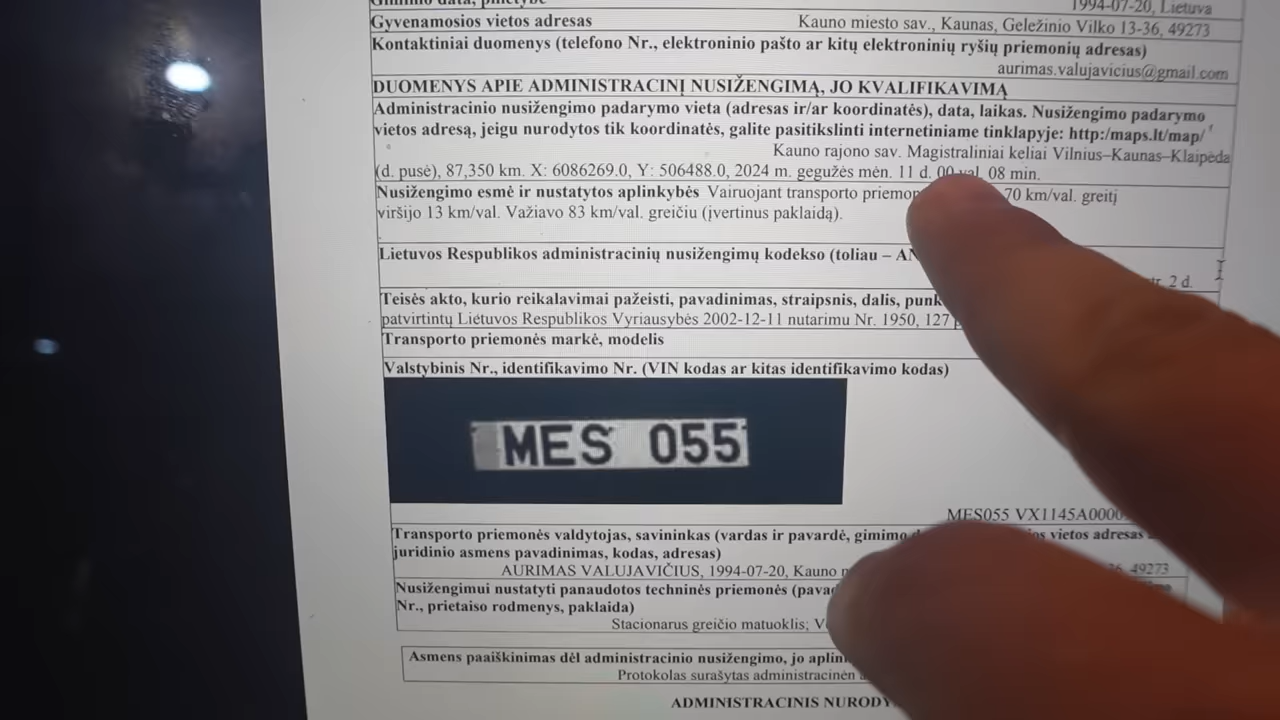 1994-07-20, Lietuva
Gyvenamosios vietos adresas Kauno miesto sav., Kaunas, Geležinio Vilko 13-36, 49273
Kontaktiniai duomenys (telefono Nr., elektroninio pašto ar kitų elektroninių ryšių priemonių adresas)
aurimas.valujavicius@gmail.com
DUOMENYS APIE ADMINISTRACINĮ NUSIŽENGIMĄ, JO KVALIFIKAVIMĄ
Administracinio nusižengimo padarymo vieta (adresas ir/ar koordinatės), data, laikas. Nusižengimo padarymo
vietos adresą, jeigu nurodytos tik koordinatės, galite pasitikslinti internetiniame tinklapyje: http:/maps.lt/map/
Kauno rajono sav. Magistraliniai keliai Vilnius–Kaunas–Klaipėda
(d. pusė), 87,350 km. X: 6086269.0, Y: 506488.0, 2024 m. gegužės mėn. 11 d. 00 val. 08 min.
Nusižengimo esmė ir nustatytos aplinkybės Vairuojant transporto 70 km/val. greitį
viršijo 13 km/val. Važiavo 83 km/val. greičiu (įvertinus paklaidą).
Lietuvos Respublikos administracinių nusižengimų kodekso (toliau –
2 d.
Teisės akto, kurio reikalavimai pažeisti, pavadinimas, straipsnis, dalis,
patvirtintų Lietuvos Respublikos Vyriausybės 2002-12-11 nutarimu Nr. 1950, 127
Transporto priemonės markė, modelis
Valstybinis Nr., identifikavimo Nr. (VIN kodas ar kitas identifikavimo kodas)
MES 055
MES055
Transporto priemonės valdytojas, savininkas (vardas ir pavardė, vietos adresas
juridinio asmens pavadinimas, kodas, adresas)
AURIMAS VALUJAVIČIUS, 1994-07-20, Kauno 49273
Nusižengimui nustatyti panaudotos techninės priemonės
Nr., prietaiso rodmenys, paklaida)
Stacionarus greičio matuoklis;
Asmens paaiškinimas dėl administracinio nusižengimo, jo
Protokolas surašytas
ADMINISTRACINIS